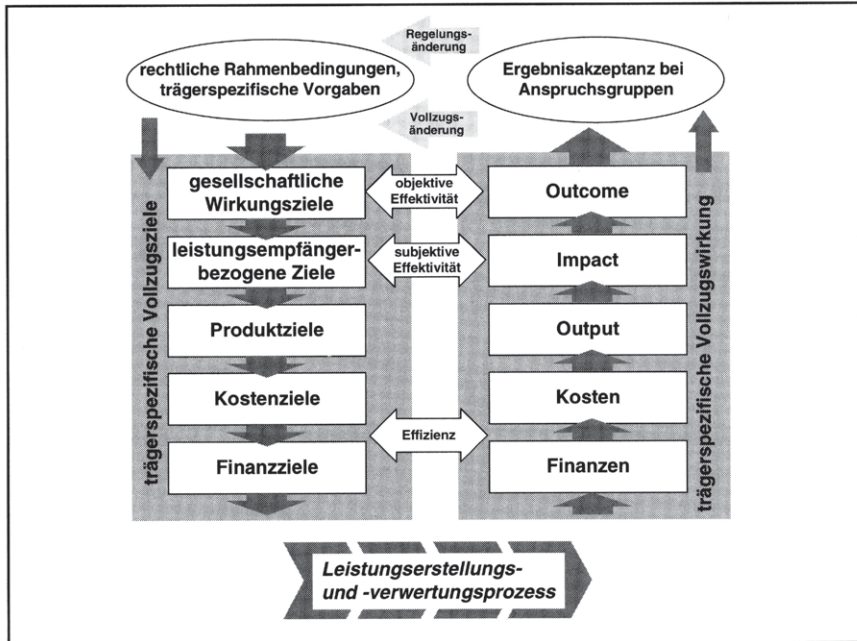 Regelungs-
änderung
rechtliche Rahmenbedingungen,
trägerspezifische Vorgaben
Ergebnisakzeptanz bei
Anspruchsgruppen
Vollzugs-
änderung
trägerspezifische Vollzugsziele
gesellschaftliche
Wirkungsziele
objektive
Effektivität
Outcome
leistungsempfänger-
bezogene Ziele
subjektive
Effektivität
Impact
Produktziele
Output
Kostenziele
Kosten
Effizienz
Finanzziele
Finanzen
trägerspezifische Vollzugswirkung
Leistungserstellungs-
und -verwertungsprozess